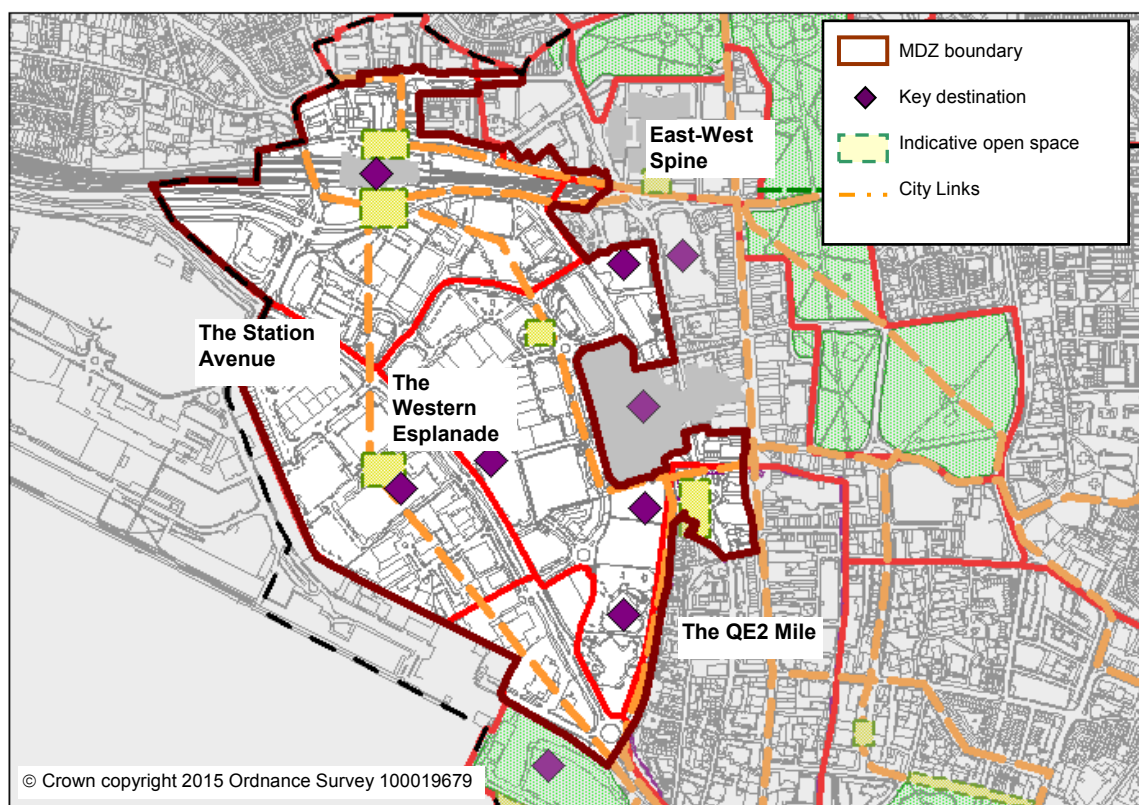 MDZ boundary
Key destination
Indicative open space
City Links
East-West
Spine
The Station
Avenue
The
Western
Esplanade
The QE2 Mile
© Crown copyright 2015 Ordnance Survey 100019679